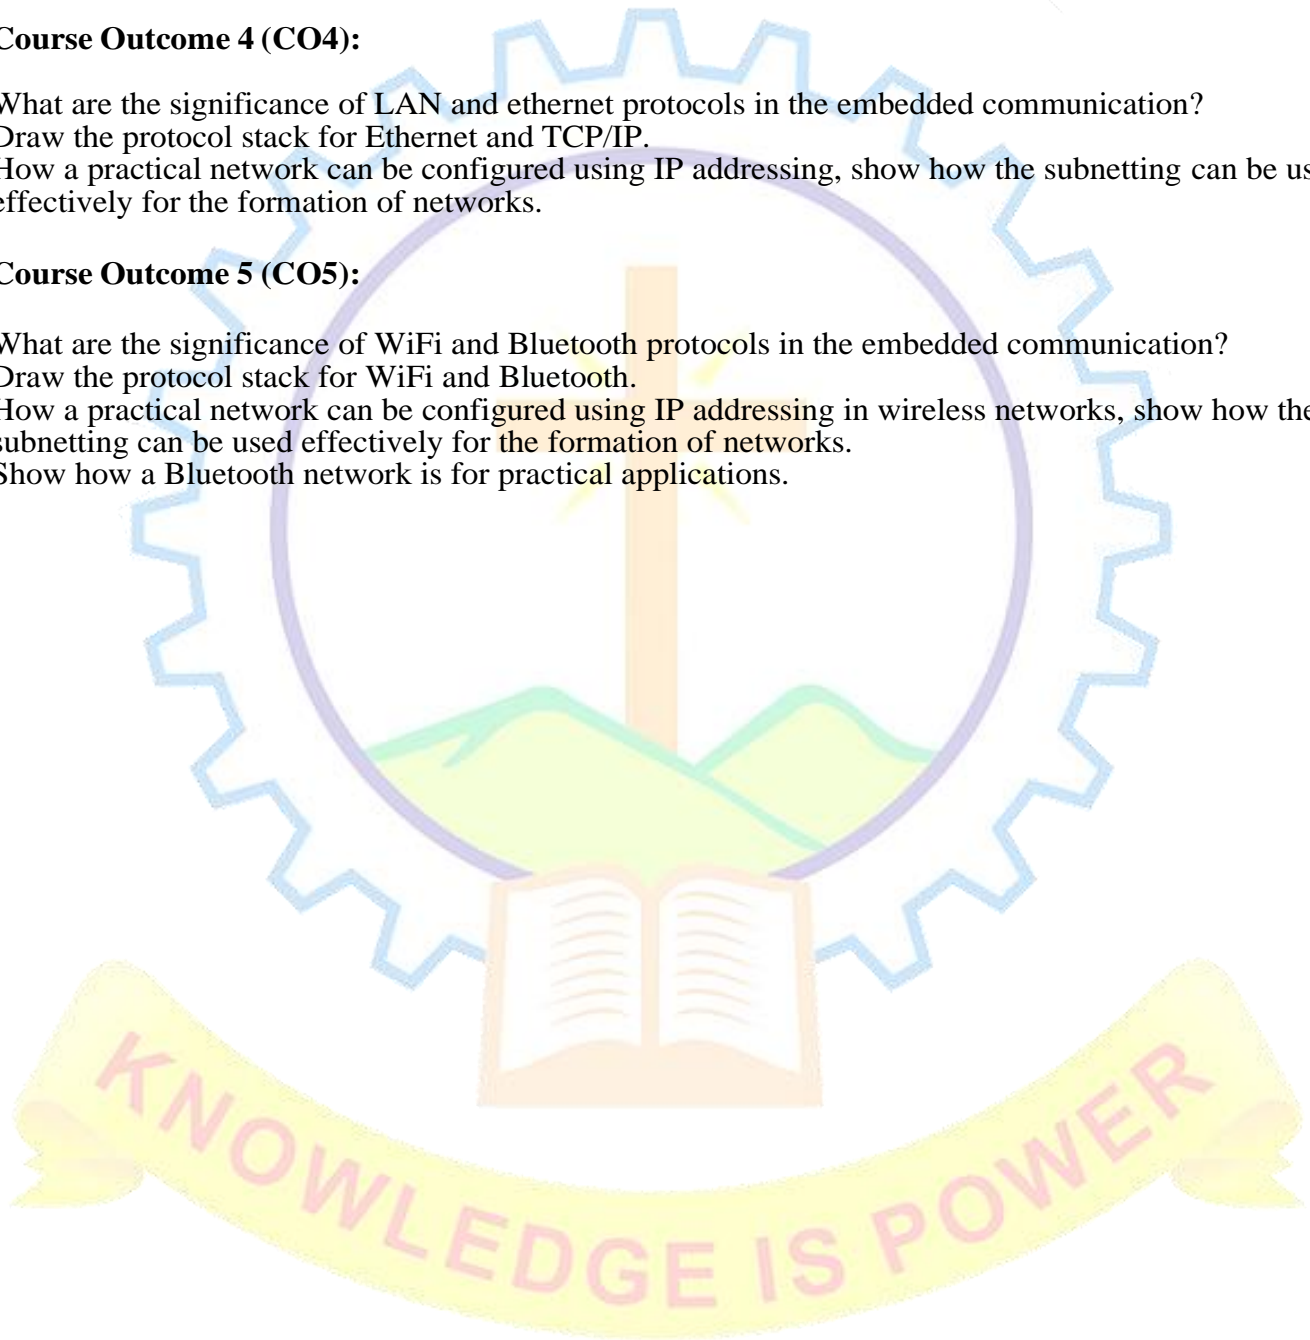 Course Outcome 4 (CO4):
What are the significance of LAN and ethernet protocols in the embedded communication?
Draw the protocol stack for Ethernet and TCP/IP.
How a practical network can be configured using IP addressing, show how the subnetting can be us
effectively for the formation of networks.
Course Outcome 5 (CO5):
What are the significance of WiFi and Bluetooth protocols in the embedded communication?
Draw the protocol stack for WiFi and Bluetooth.
How a practical network can be configured using IP addressing in wireless networks, show how the
subnetting can be used effectively for the formation of networks.
Show how a Bluetooth network is for practical applications.
KNOWLEDGE IS POWER